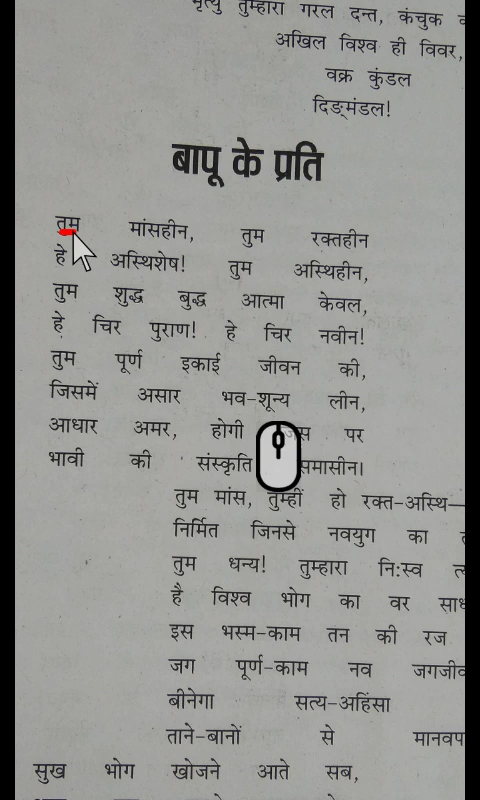 तुम्हारा गरल दन्त, कंचुक
अखिल विश्व ही विवर,
वक्र कुंडल
दिङ्मंडल!
बापू के प्रति
तुम मांसहीन, तुम रक्तहीन
हे अस्थिशेष! तुम अस्थिहीन,
तुम शुद्ध बुद्ध आत्मा केवल,
हे चिर पुराण! हे चिर नवीन!
तुम पूर्ण इकाई जीवन की,
जिसमें असार भव-शून्य लीन,
आधार अमर, होगी पर
भावी की संस्कृति समासीन।
तुम मांस, तुम्हीं हो रक्त-अस्थि—
निर्मित जिनसे नवयुग का
तुम धन्य! तुम्हारा नि:स्व
है विश्व भोग का वर
इस भस्म-काम तन की रज
जग पूर्ण-काम नव
बीनेगा सत्य-अहिंसा
ताने-बानों से
सुख भोग खोजने आते सब,